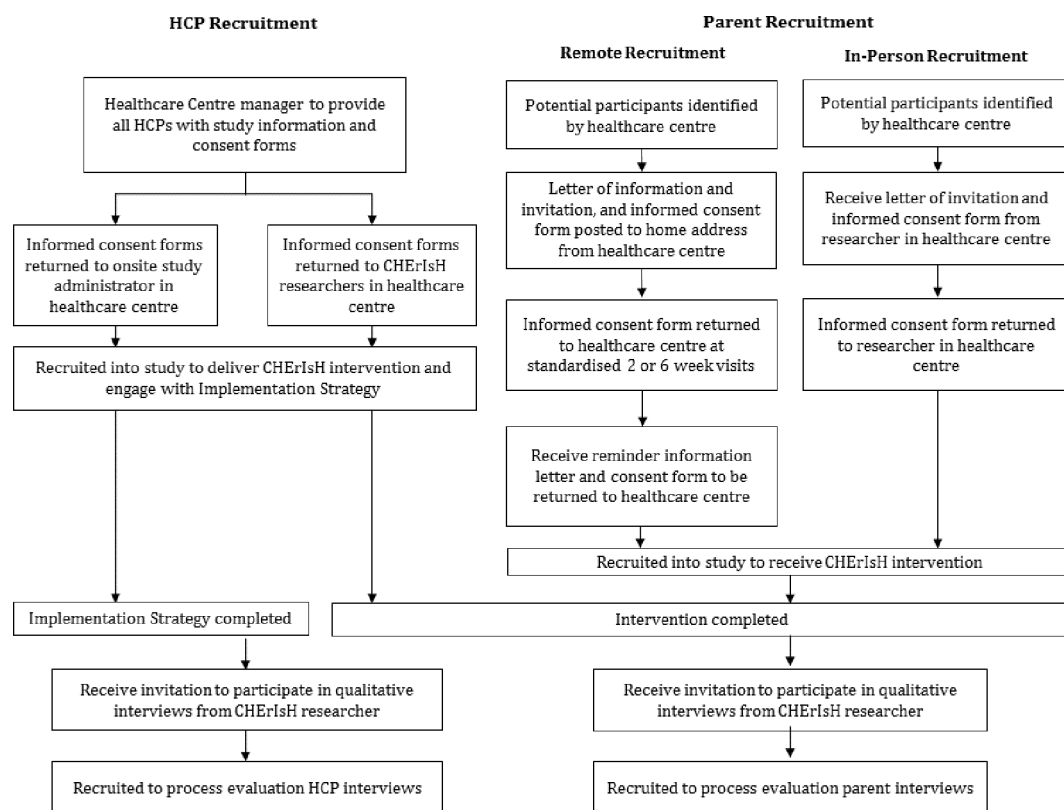 HCP Recruitment
Healthcare Centre manager to provide
all HCPs with study information and
consent forms
Informed consent forms
returned to onsite study
administrator in
healthcare centre
Informed consent forms
returned to CHErIsH
researchers in healthcare
centre
Recruited into study to deliver CHErIsH intervention and
engage with Implementation Strategy
Implementation Strategy completed
Receive invitation to participate in qualitative
interviews from CHErIsH researcher
Recruited to process evaluation HCP interviews
Parent Recruitment
Remote Recruitment
Potential participants identified
by healthcare centre
Letter of information and
invitation, and informed consent
form posted to home address
from healthcare centre
Informed consent form returned
to healthcare centre at
standardised 2 or 6 week visits
Receive reminder information
letter and consent form to be
returned to healthcare centre
In-Person Recruitment
Potential participants identified
by healthcare centre
Receive letter of invitation and
informed consent form from
researcher in healthcare centre
Informed consent form returned
to researcher in healthcare
centre
Recruited into study to receive CHErIsH intervention
Intervention completed
Receive invitation to participate in qualitative
interviews from CHErIsH researcher
Recruited to process evaluation parent interviews